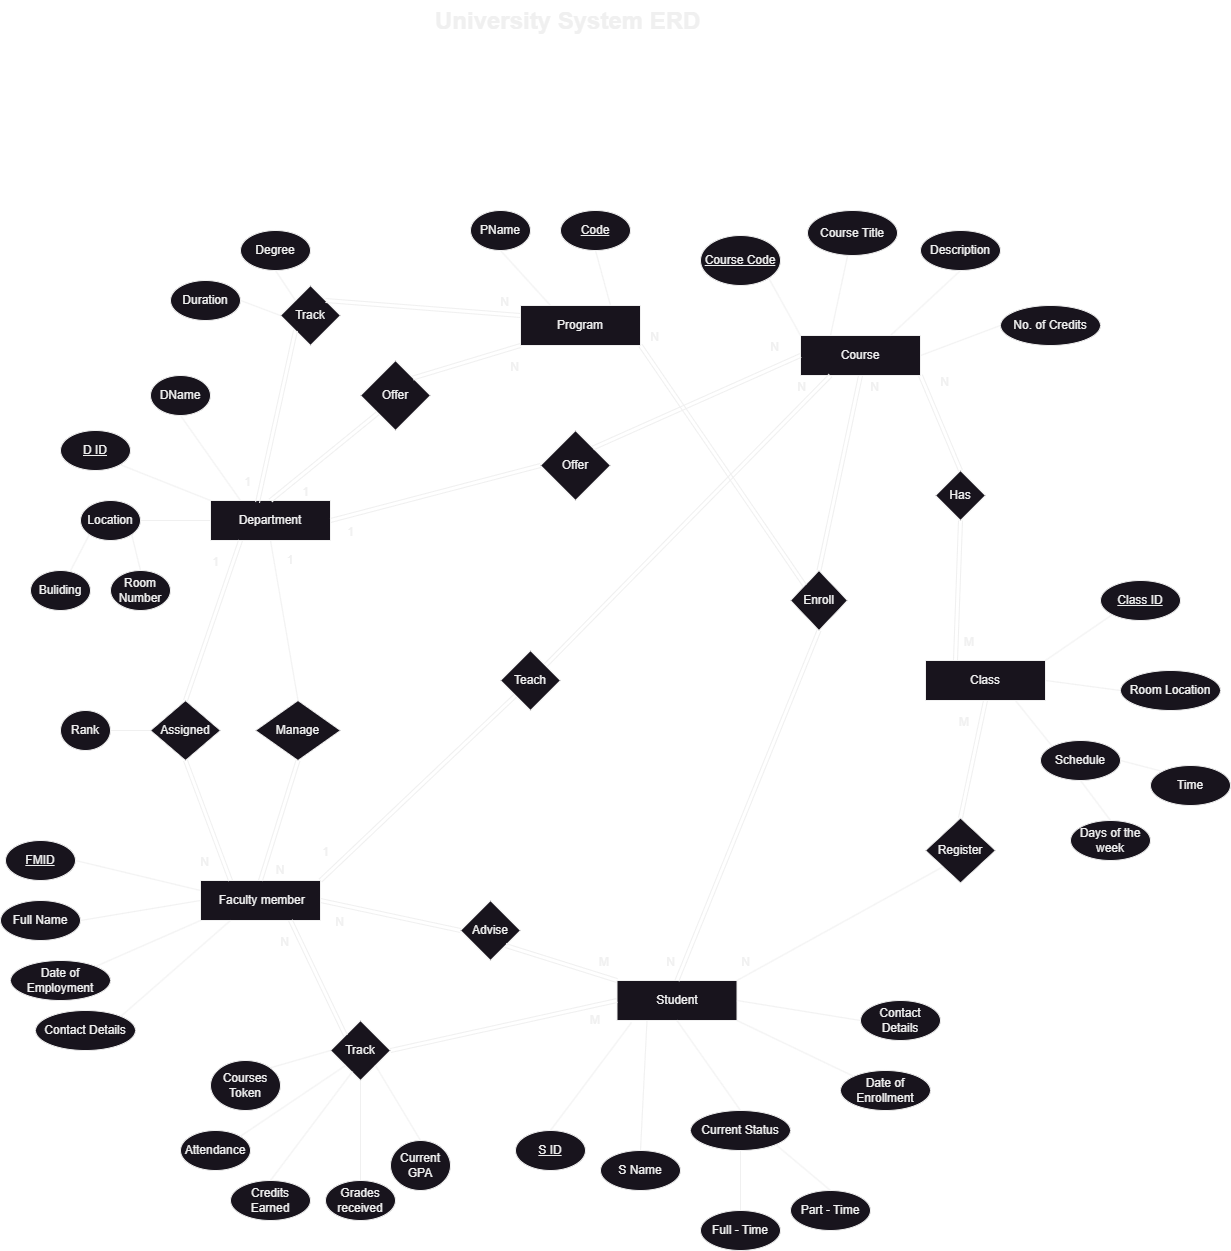 University System ERD
PName
Code
Course Title
Course Code
Description
Degree
Duration
Track
N
Program
No. of Credits
N
N
Course
N
N
N
N
Offer
DName
D ID
Offer
1
1
Has
Location
Department
1
1
1
Buliding
Room
Number
Enroll
Class ID
M
Teach
Class
Room Location
M
Rank
Assigned
Manage
Schedule
Time
Days of the
week
Register
FMID
N
N
1
Faculty member
Full Name
N
Advise
N
M
N
N
Date of
Employment
Student
Contact Details
M
Contact
Details
Track
Courses
Token
Date of
Enrollment
Attendance
Current
GPA
Credits
Earned
Grades
received
S ID
S Name
Current Status
Full - Time
Part - Time